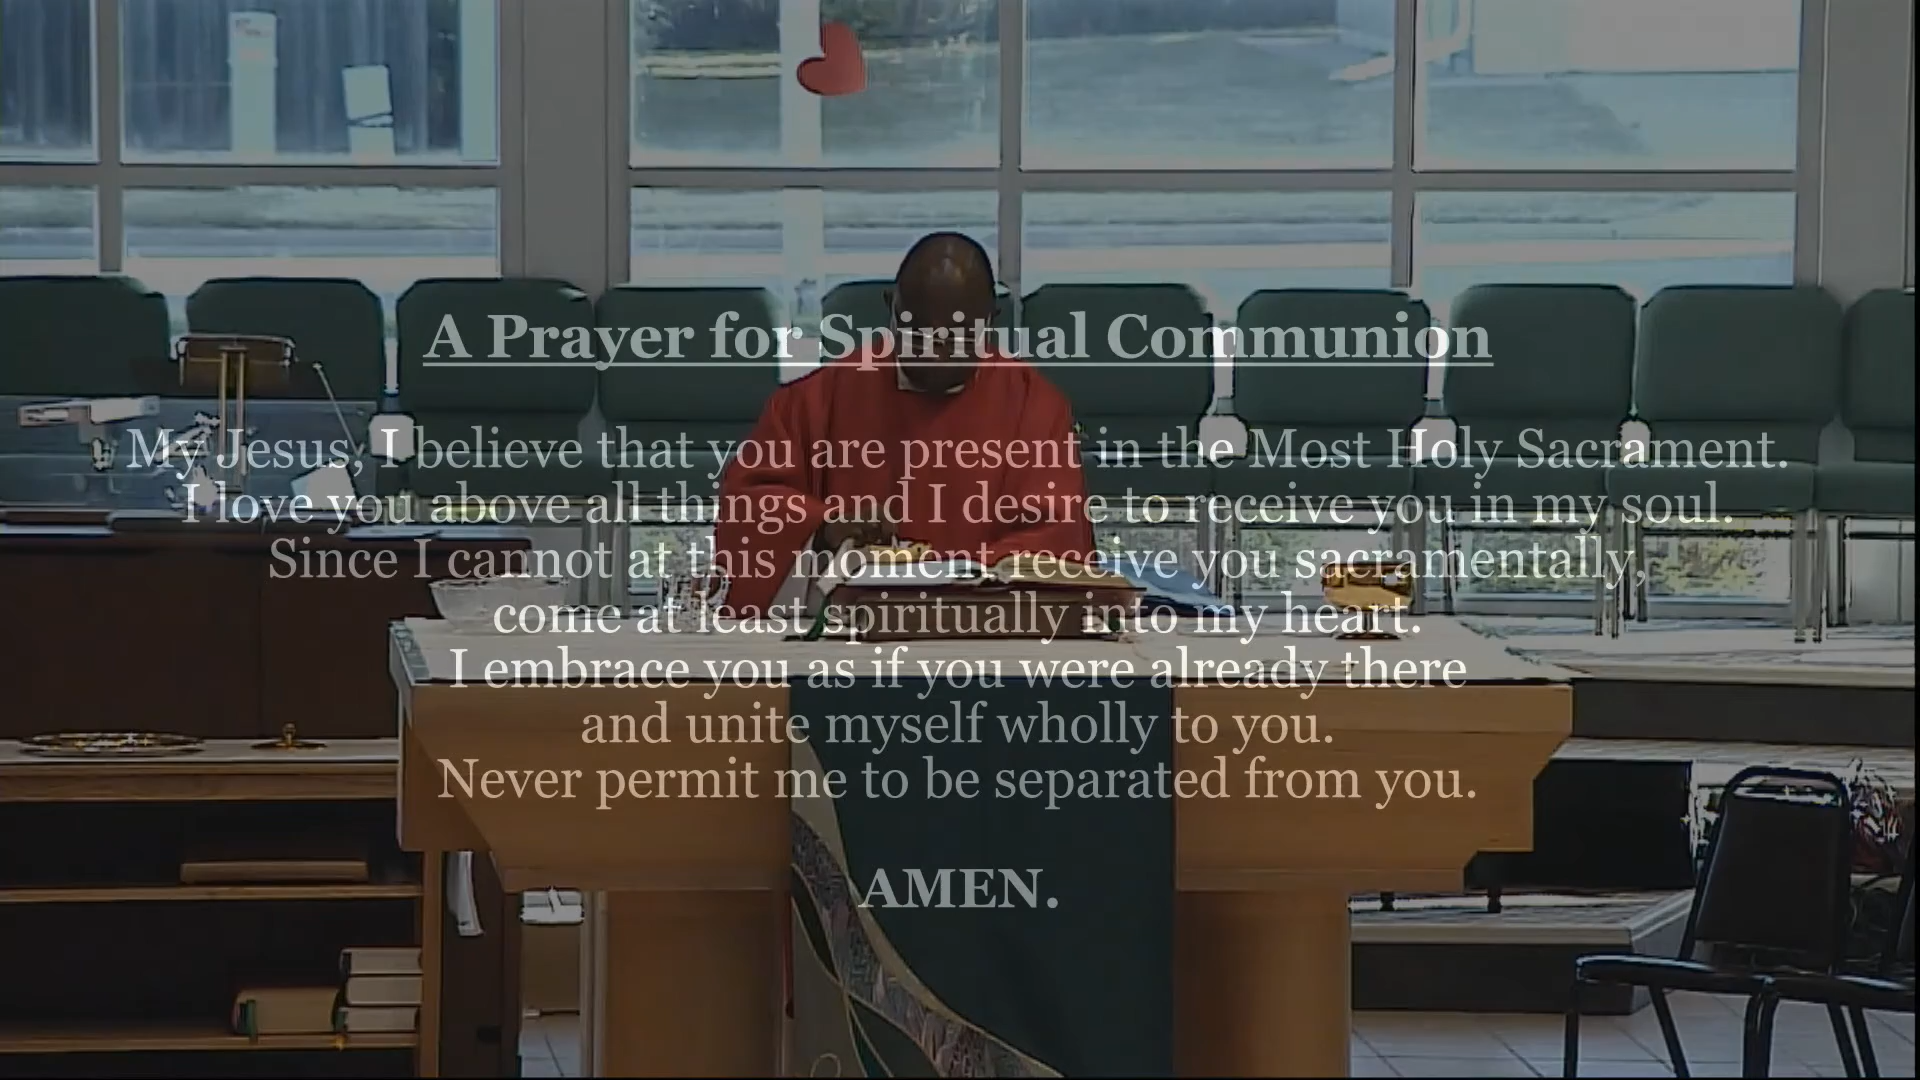 A Prayer for Spiritual Communion
My Jesus, I believe that you are present in the Most Holy Sacrament.
I love you above all things and I desire to receive you in my soul.
Since I cannot at this moment receive you sacramentally,
come at least spiritually into my heart.
I embrace you as if you were already there
and unite myself wholly to you.
Never permit me to be separated from you.
AMEN.